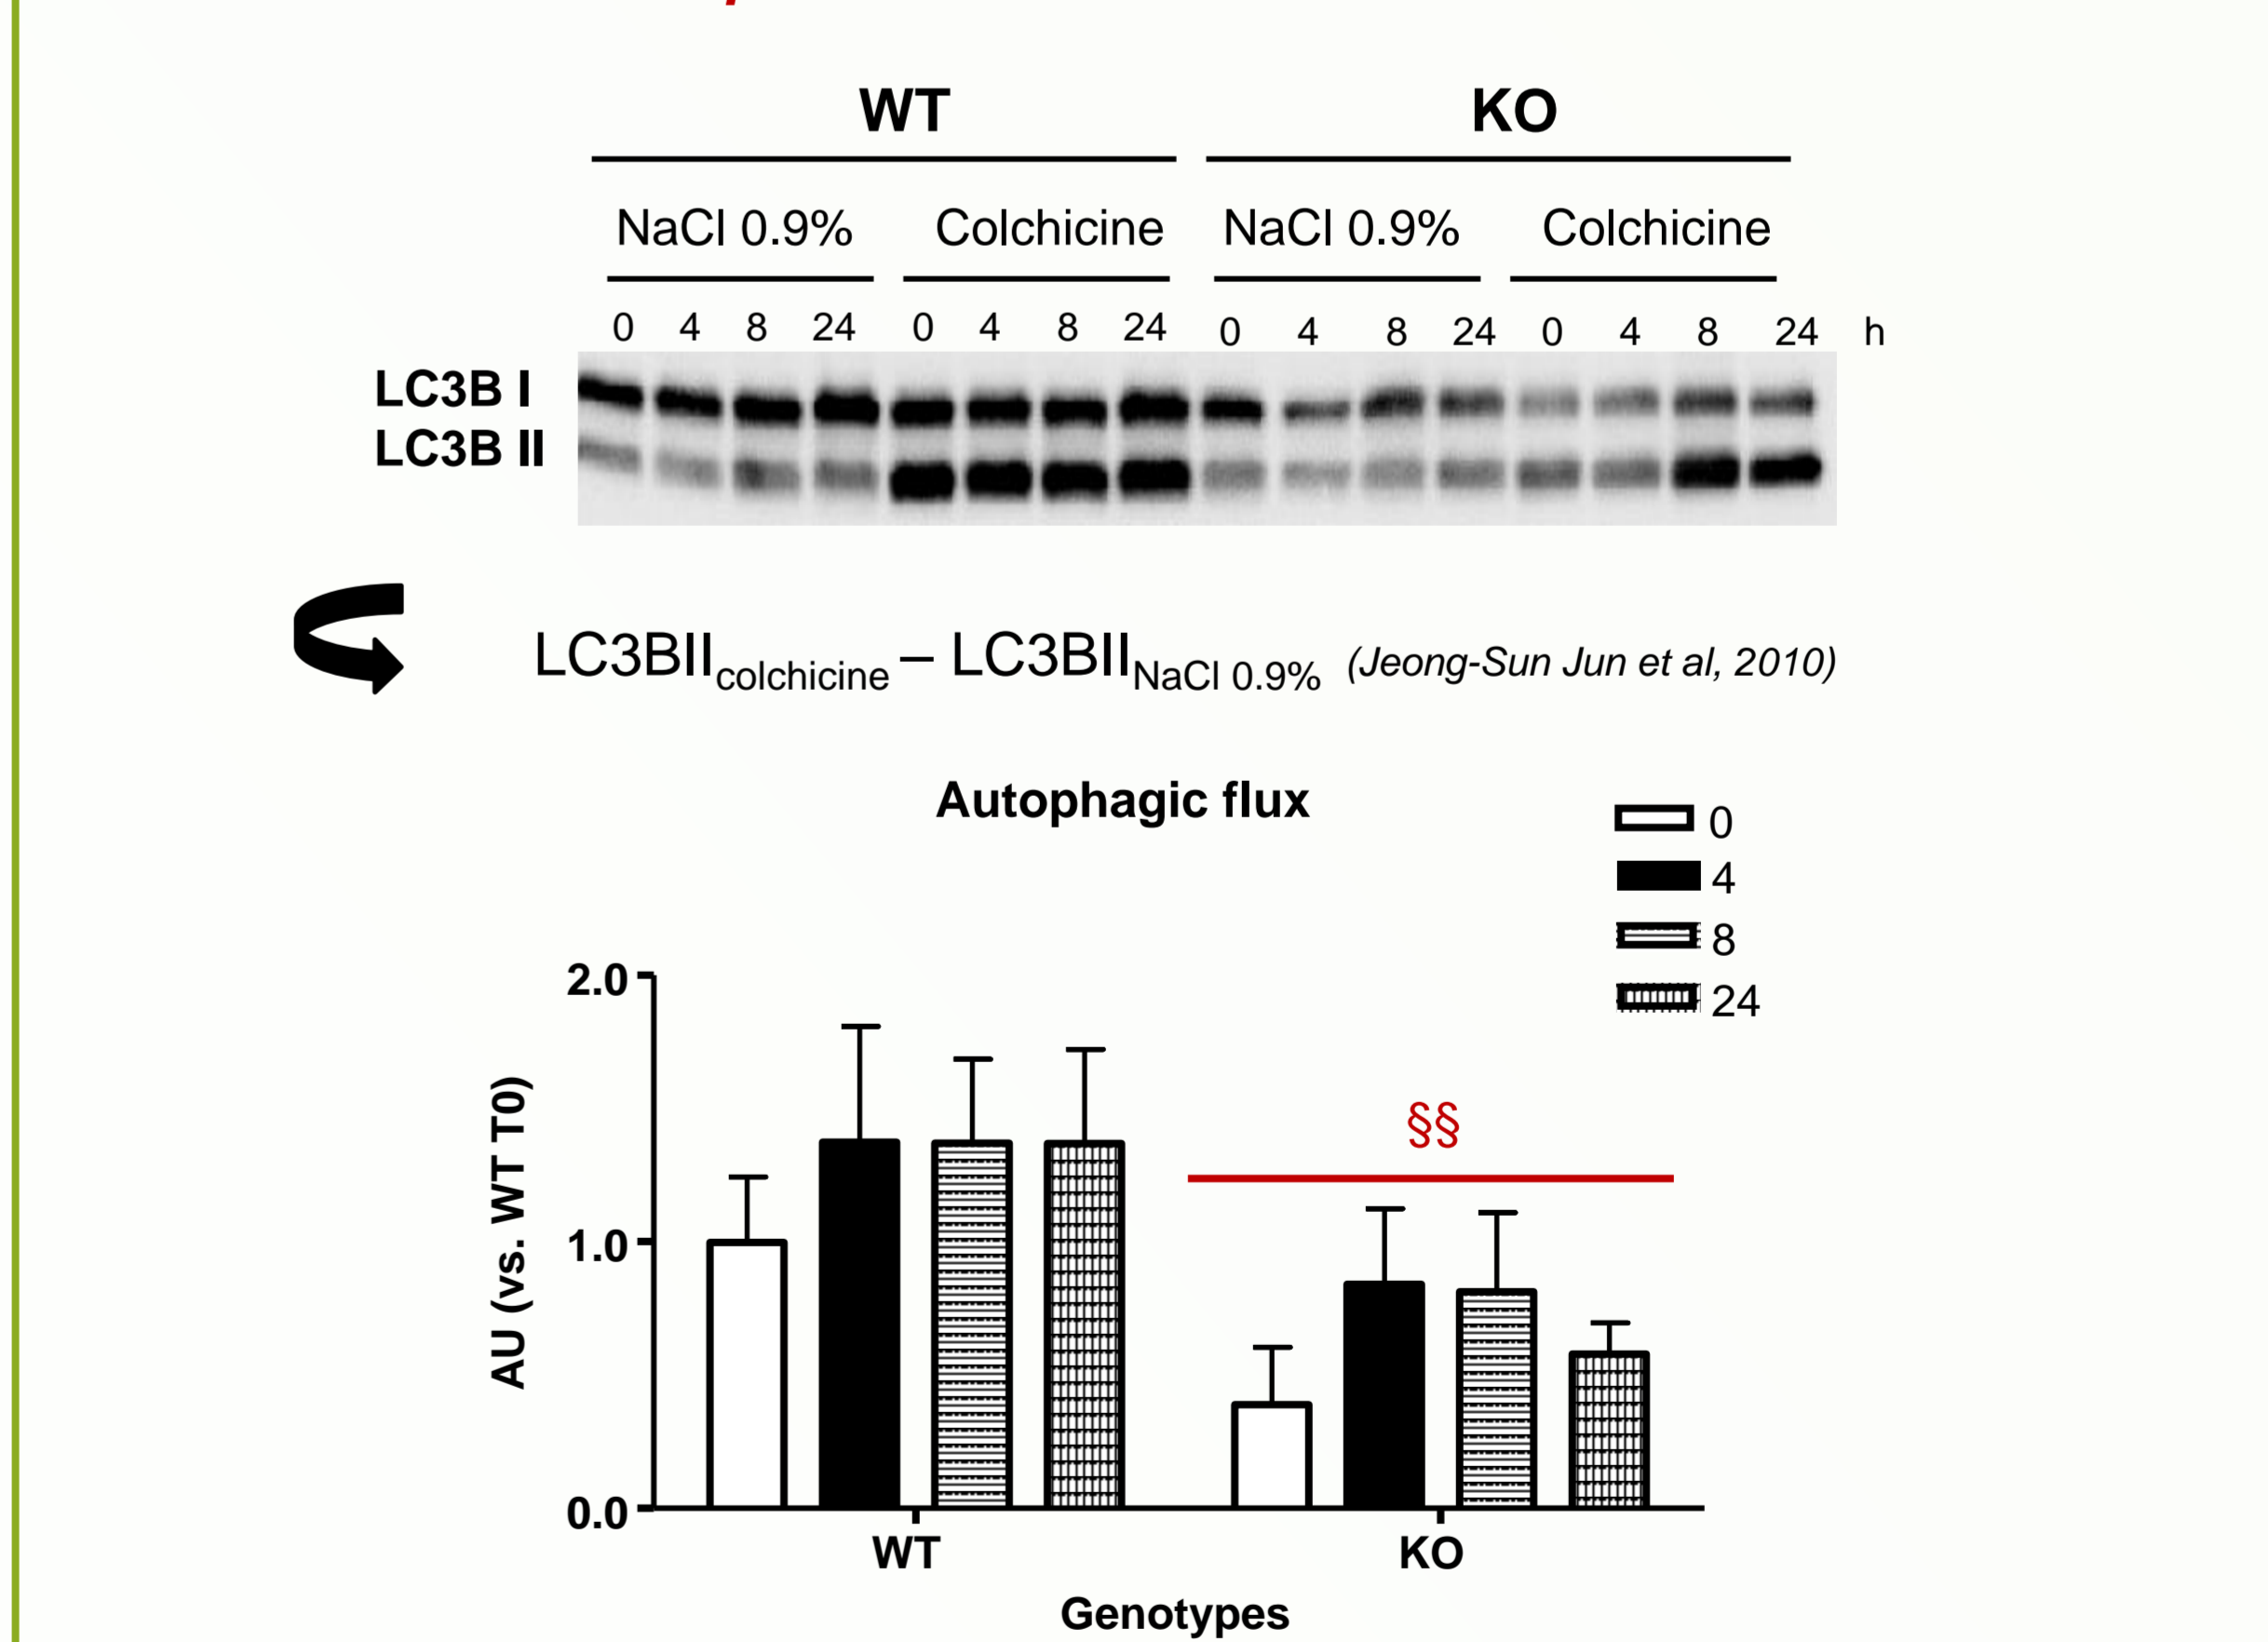 WT KO
NaCl 0.9% Colchicine NaCl 0.9% Colchicine
0 4 8 24 0 4 8 24 0 4 8 24 0 4 8 24 h
LC3B I
LC3B II
LC3BIIcolchicine – LC3BIINaCl 0.9% (Jeong-Sun Jun et al, 2010)
Autophagic flux
0
4
8
24
2.0
1.0
0.0
AU (vs. WT T0)
§§
WT KO
Genotypes